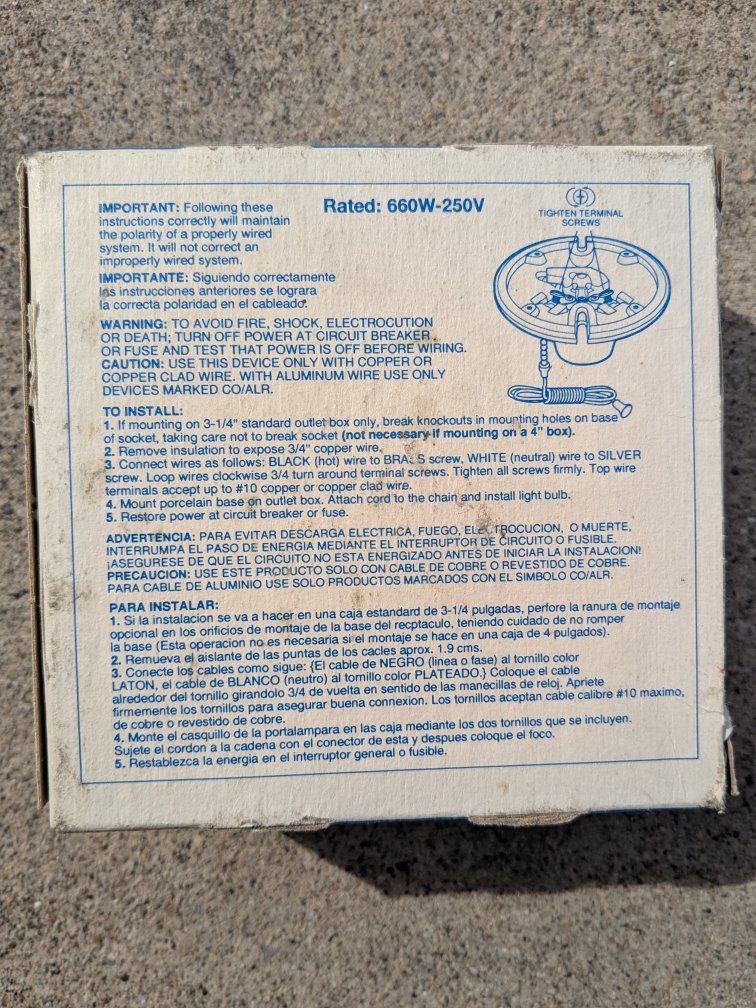 IMPORTANT: Following these
instructions correctly will maintain
the polarity of a properly wired
system. It will not correct an
improperly wired system.
IMPORTANTE: Siguiendo correctamente
las instrucciones anteriores se lograra
la correcta polaridad en el cableado.
Rated: 660W-250V
TIGHTEN TERMINAL
SCREWS
WARNING: TO AVOID FIRE, SHOCK, ELECTROCUTION
OR DEATH; TURN OFF POWER AT CIRCUIT BREAKER
OR FUSE AND TEST THAT POWER IS OFF BEFORE WIRING.
CAUTION: USE THIS DEVICE ONLY WITH COPPER OR
COPPER CLAD WIRE. WITH ALUMINUM WIRE USE ONLY
DEVICES MARKED CO/ALR.
TO INSTALL:
1. If mounting on 3-1/4" standard outlet box only, break knockouts in mounting holes on base
of socket, taking care not to break socket (not necessary if mounting on a 4" box).
2. Remove insulation to expose 3/4" copper wire.
3. Connect wires as follows: BLACK (hot) wire to BRASS screw, WHITE (neutral) wire to SILVER
screw. Loop wires clockwise 3/4 turn around terminal screws. Tighten all screws firmly. Top wire
terminals accept up to #10 copper or copper clad wire.
4. Mount porcelain base on outlet box. Attach cord to the chain and install light bulb.
5. Restore power at circuit breaker or fuse.
ADVERTENCIA: PARA EVITAR DESCARGA ELECTRICA, FUEGO, ELECTROCUCION, O MUERTE,
INTERRUMPA EL PASO DE ENERGIA MEDIANTE EL INTERRUPTOR DE CIRCUITO O FUSIBLE.
¡ASEGURESE DE QUE EL CIRCUITO NO ESTA ENERGIZADO ANTES DE INICIAR LA INSTALACION!
PRECAUCION: USE ESTE PRODUCTO SOLO CON CABLE DE COBRE O REVESTIDO DE COBRE.
PARA CABLE DE ALUMINIO USE SOLO PRODUCTOS MARCADOS CON EL SIMBOLO CO/ALR.
PARA INSTALAR:
1. Si la instalacion se va a hacer en una caja estandard de 3-1/4 pulgadas, perfore la ranura de montaje
opcional en los orificios de montaje de la base del recptaculo, teniendo cuidado de no romper
la base (Esta operacion no es necesaria si el montaje se hace en una caja de 4 pulgados).
2. Remueva el aislante de las puntas de los cacles aprox. 1.9 cms.
3. Conecte los cables como sigue: {El cable de NEGRO (linea o fase) al tornillo color
LATON, el cable de BLANCO (neutro) al tornillo color PLATEADO.} Coloque el cable
alrededor del tornillo girandolo 3/4 de vuelta en sentido de las manecillas de reloj. Apriete
firmemente los tornillos para asegurar buena connexion. Los tornillos aceptan cable calibre #10 maximo,
de cobre o revestido de cobre.
4. Monte el casquillo de la portalampara en las caja mediante los dos tornillos que se incluyen.
Sujete el cordon a la cadena con el conector de esta y despues coloque el foco.
5. Restablezca la energia en el interruptor general o fusible.